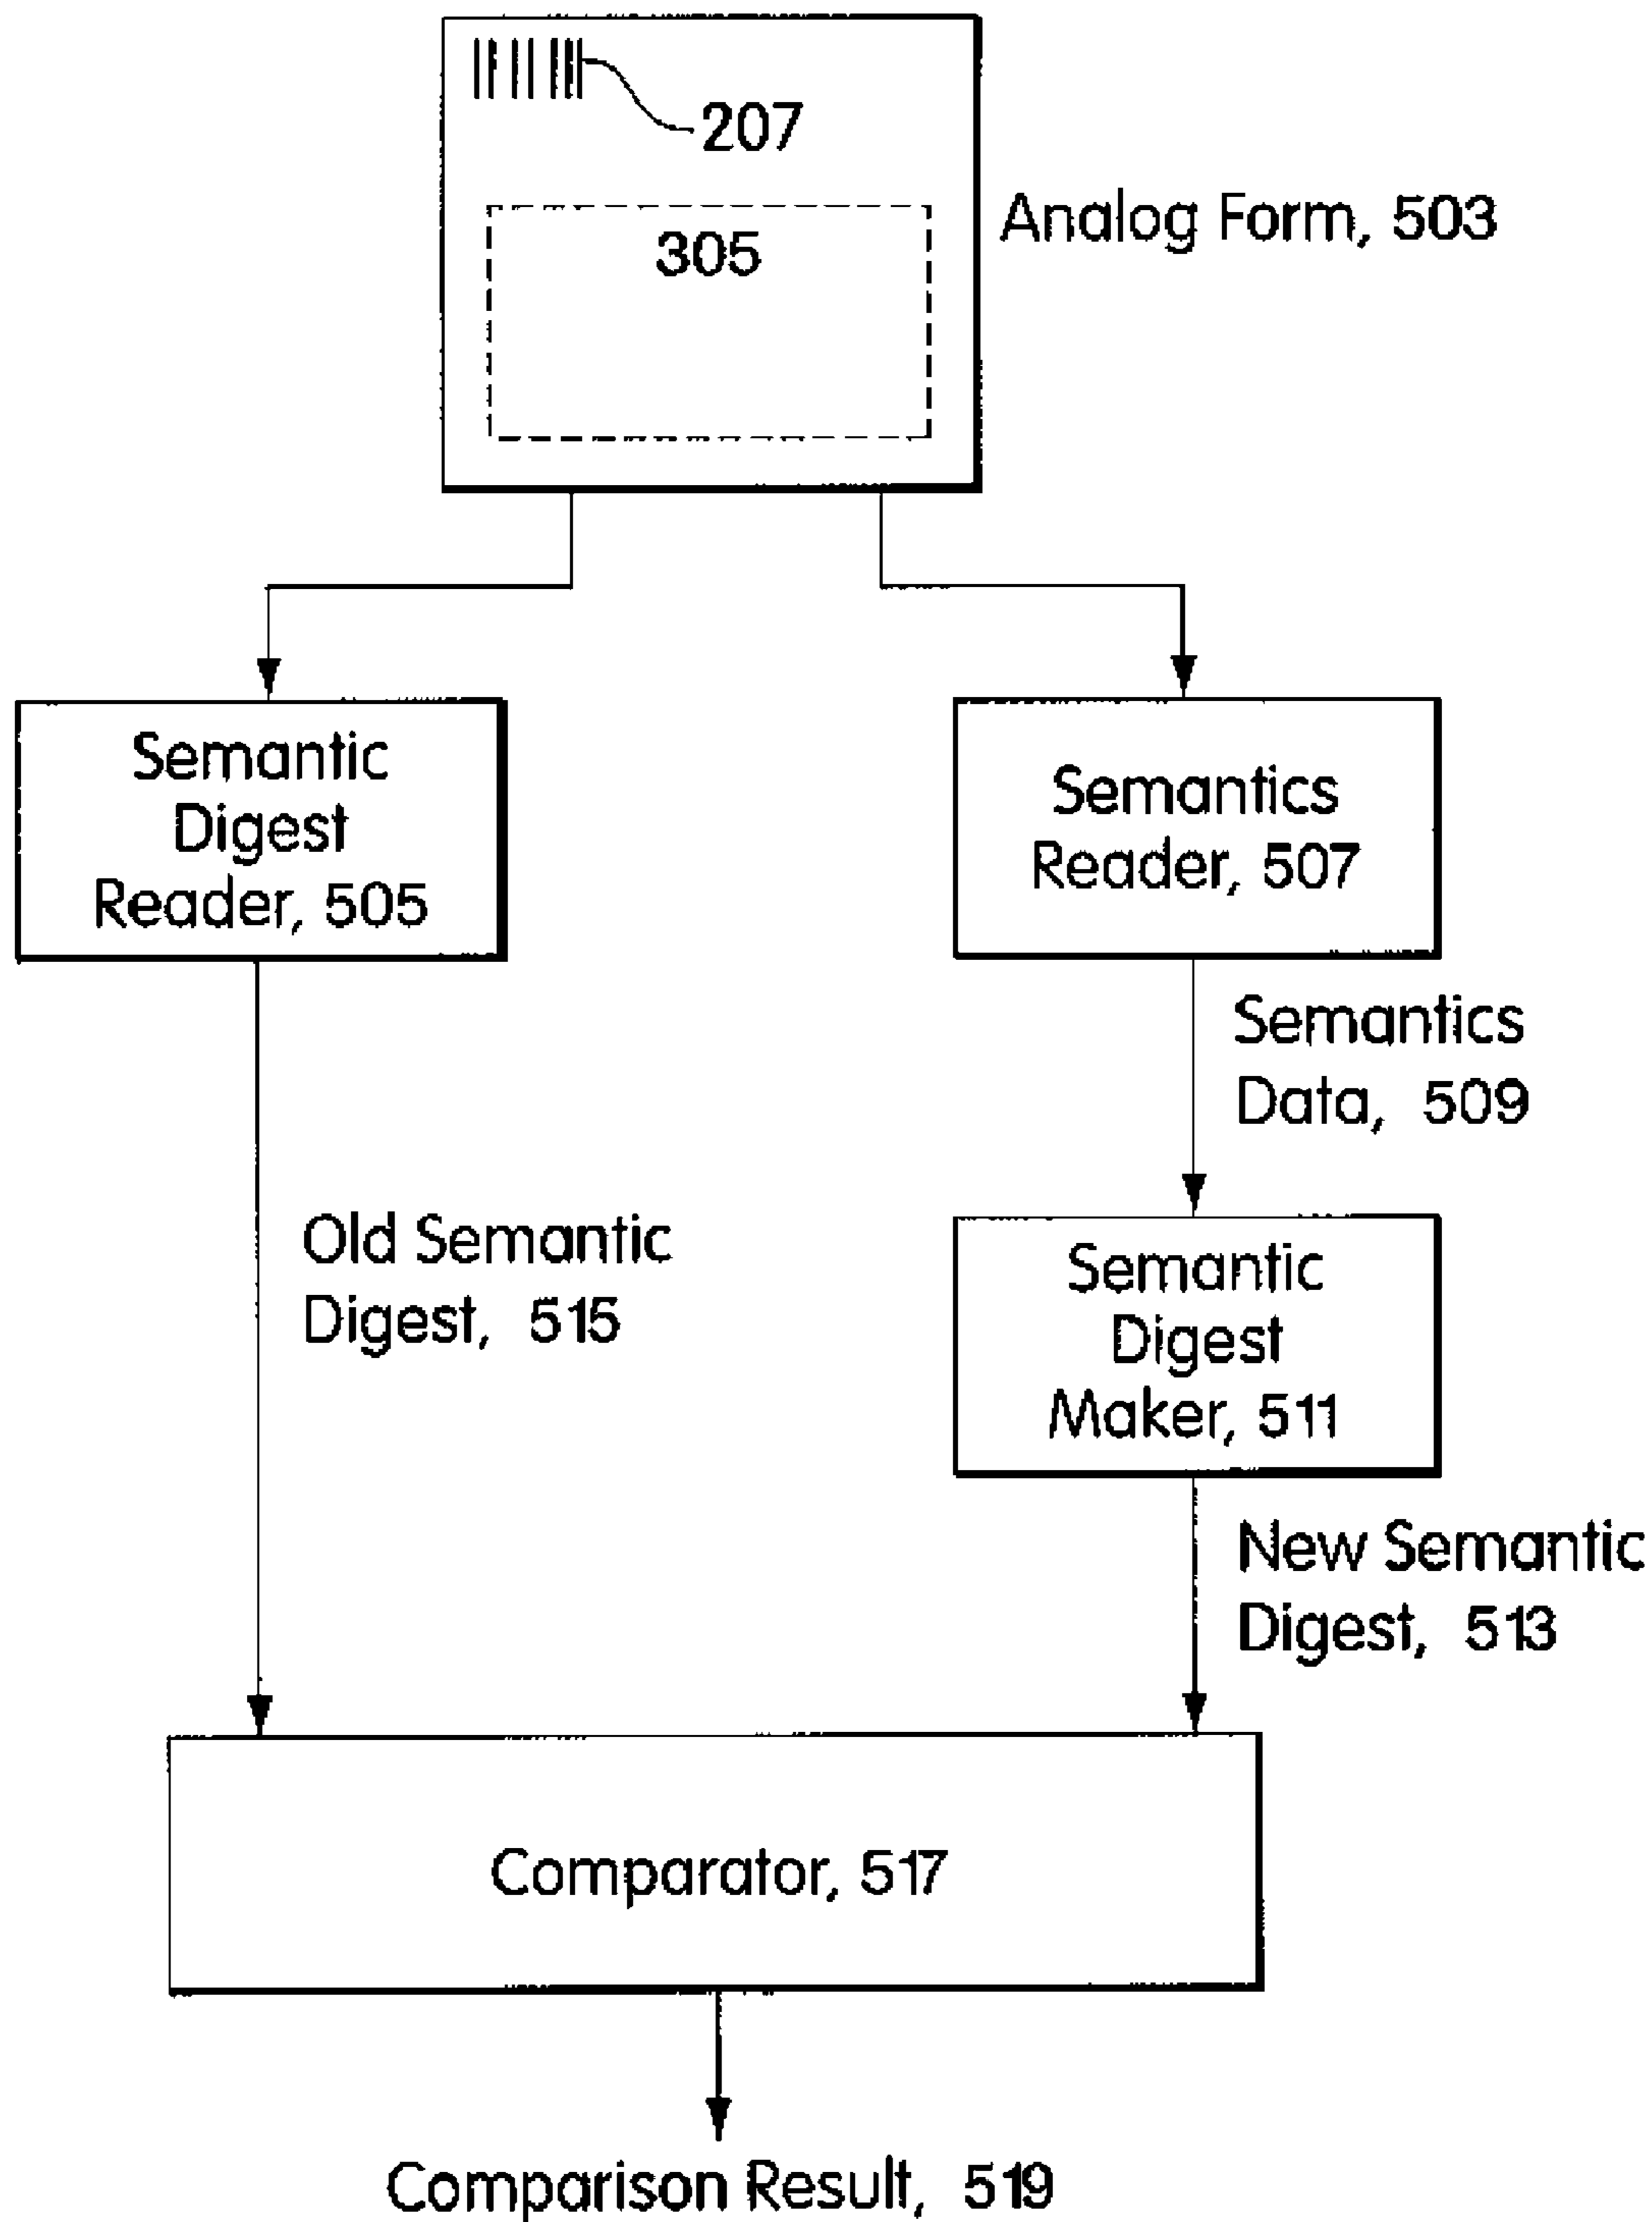 207
Analog Form, 503
305
Semantic
Digest
Reader, 505
Semantics
Reader, 507
Semantics
Data, 509
Old Semantic
Digest, 515
Semantic
Digest
Maker, 511
New Semantic
Digest, 513
Comparator, 517
Comparison Result, 519